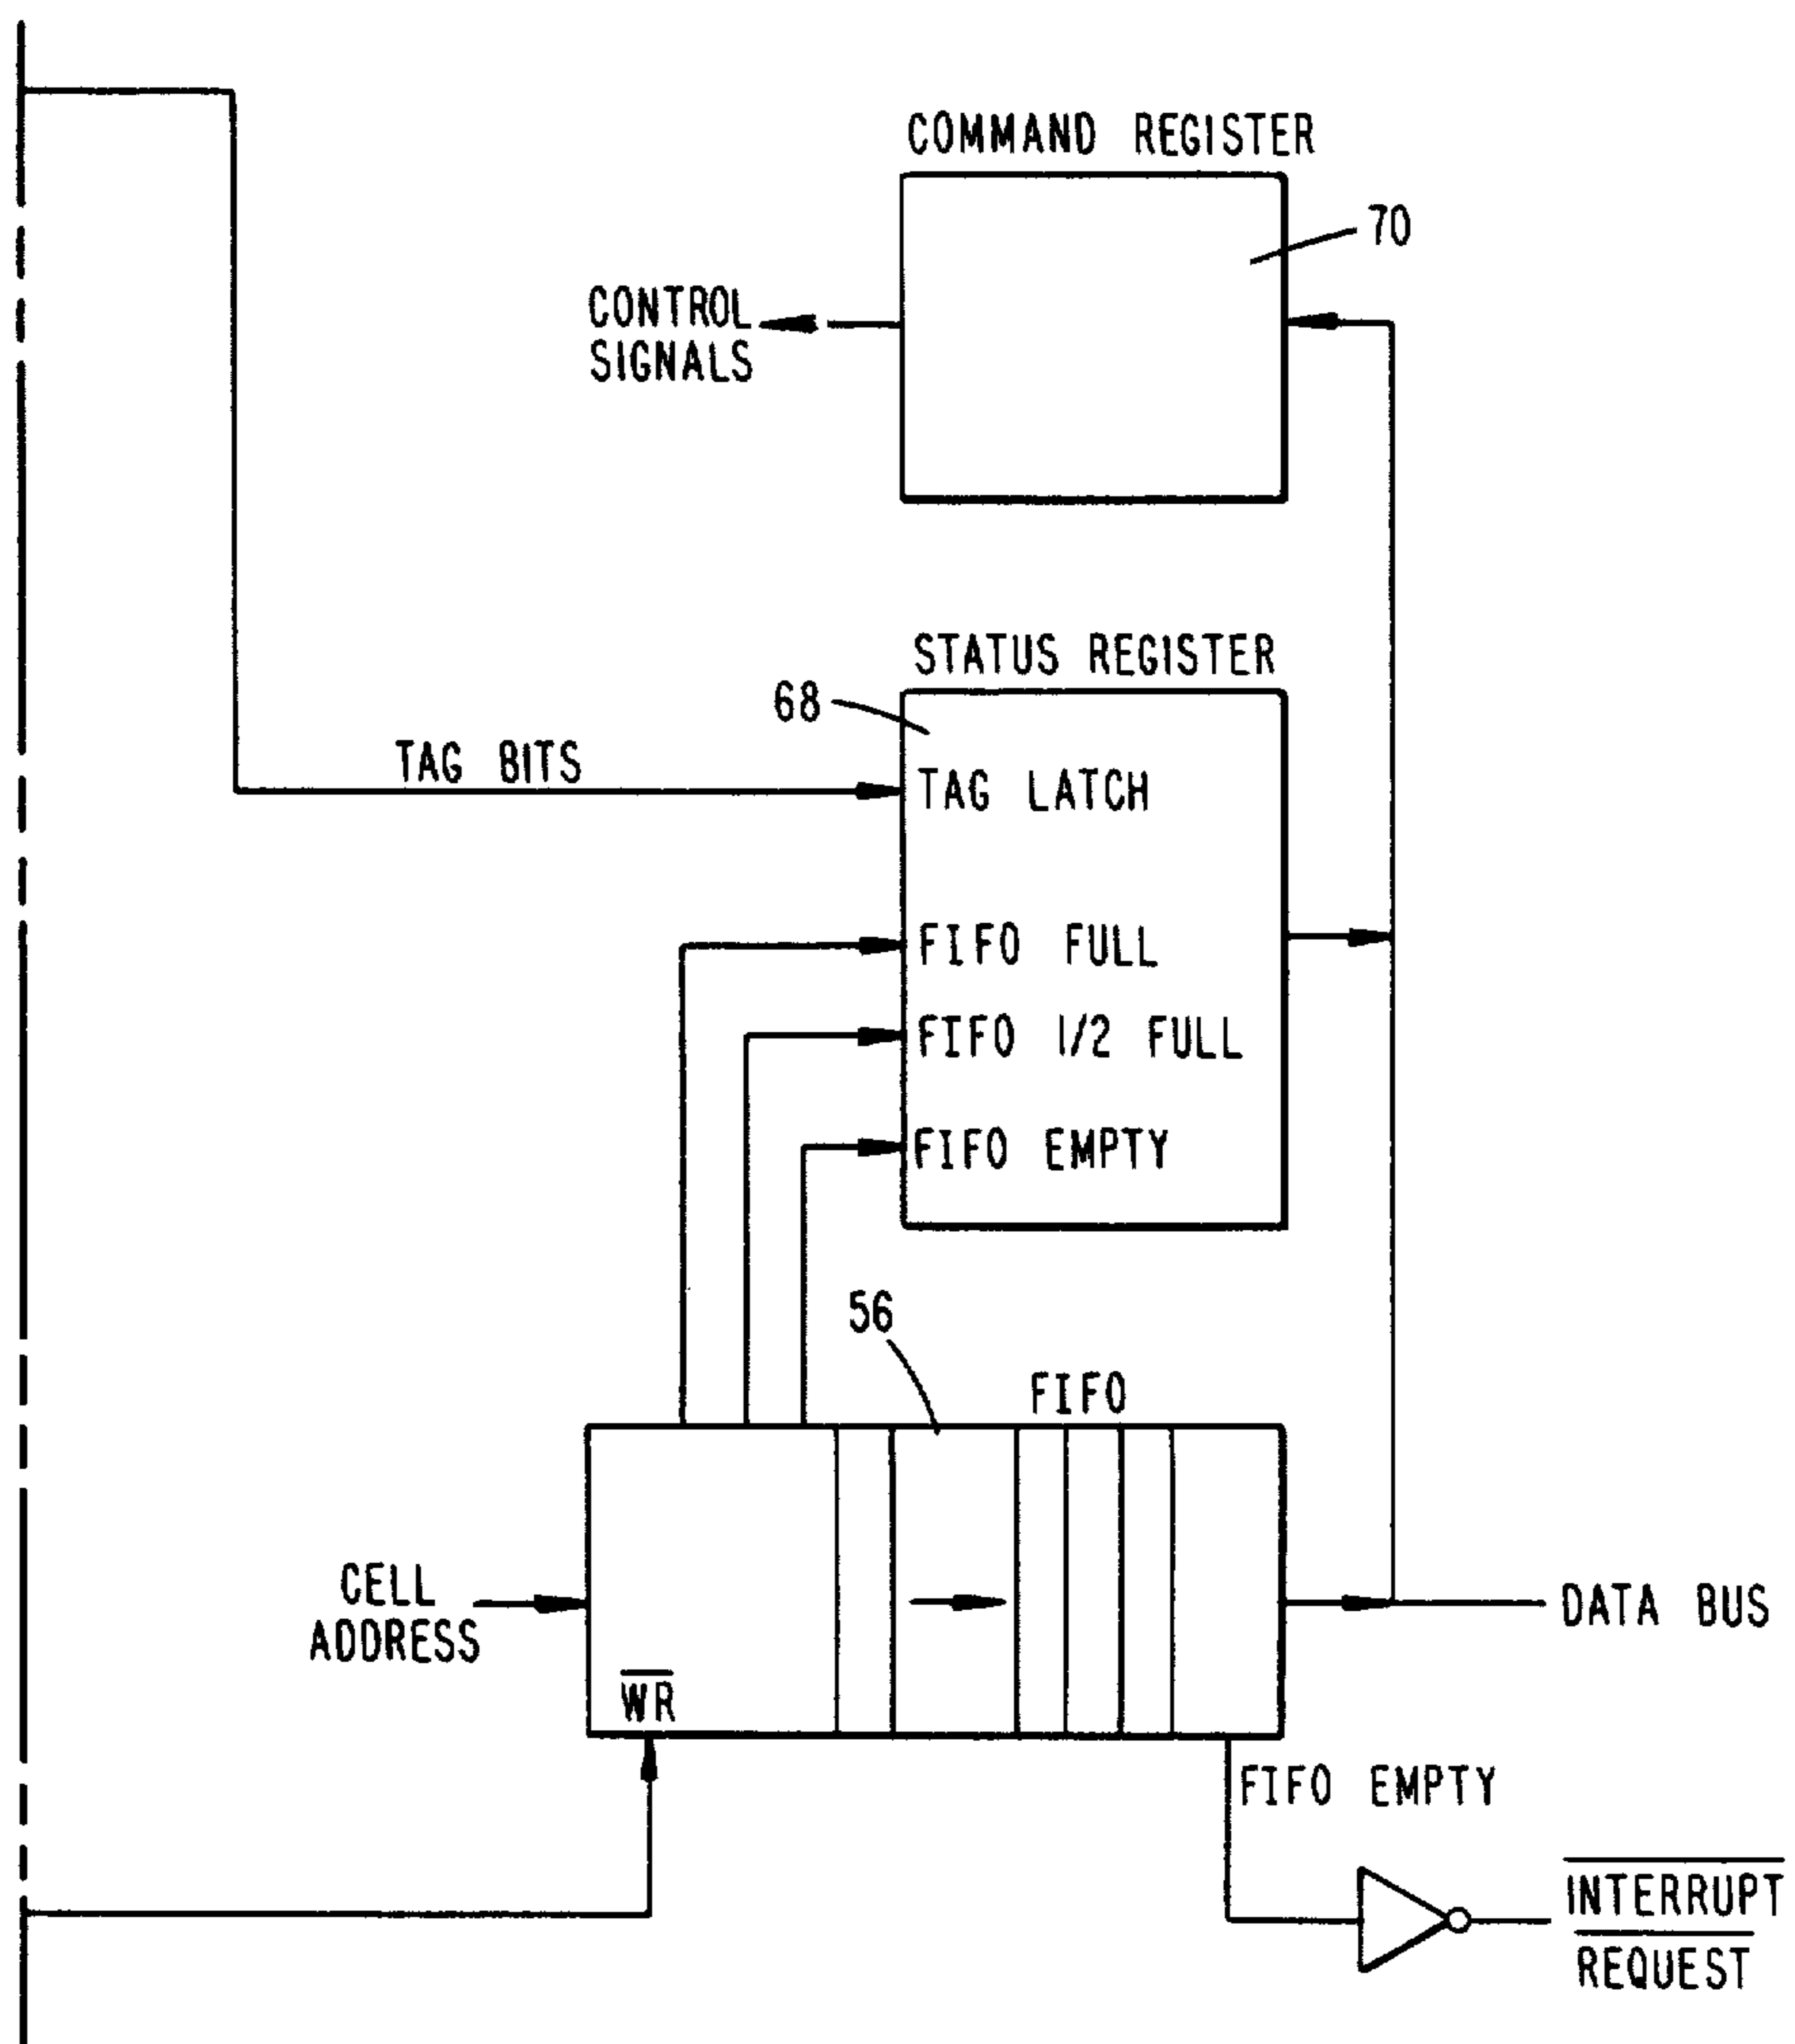 COMMAND REGISTER
70
CONTROL
SIGNALS
STATUS REGISTER
68
TAG BITS
TAG LATCH
FIFO FULL
FIFO 1/2 FULL
FIFO EMPTY
56
FIFO
CELL
ADDRESS
DATA BUS
WR
FIFO EMPTY
INTERRUPT
REQUEST